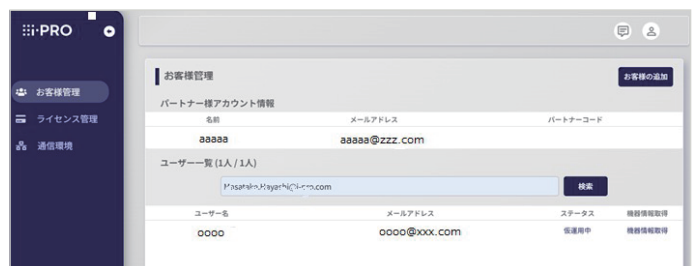 i-PRO
お客様管理
ライセンス管理
通信環境
お客様管理
お客様の追加
パートナー様アカウント情報
名前 メールアドレス パートナーコード
aaaaa aaaaa@zzz.com
ユーザー一覧 (1人 / 1人)
検索
ユーザー名 メールアドレス ステータス 機器情報取得
oooo oooo@xxx.com 仮運用中 機器情報取得